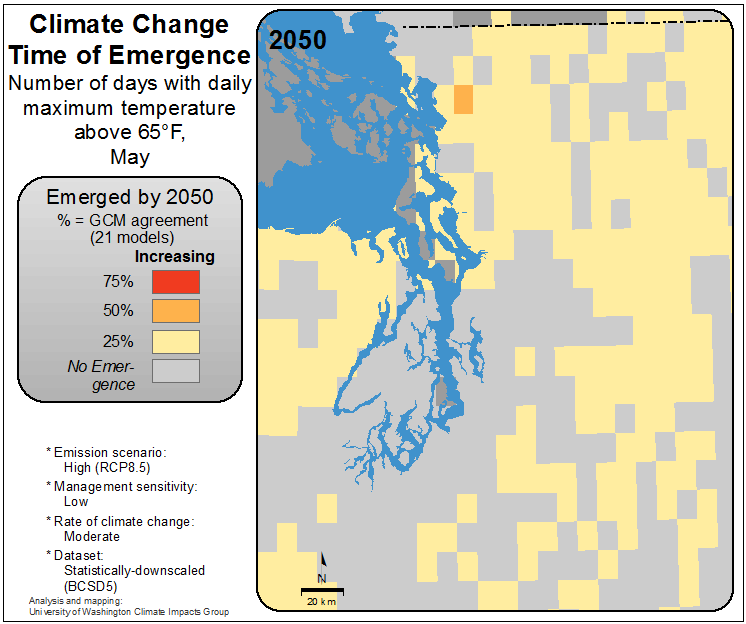 Climate Change
Time of Emergence
Number of days with daily
maximum temperature
above 65°F,
May
Emerged by 2050
% = GCM agreement
(21 models)
Increasing
75%
50%
25%
No Emer-
gence
* Emission scenario:
High (RCP8.5)
* Management sensitivity:
Low
* Rate of climate change:
Moderate
* Dataset:
Statistically-downscaled
(BCSD5)
Analysis and mapping:
University of Washington Climate Impacts Group
2050
N
20 km